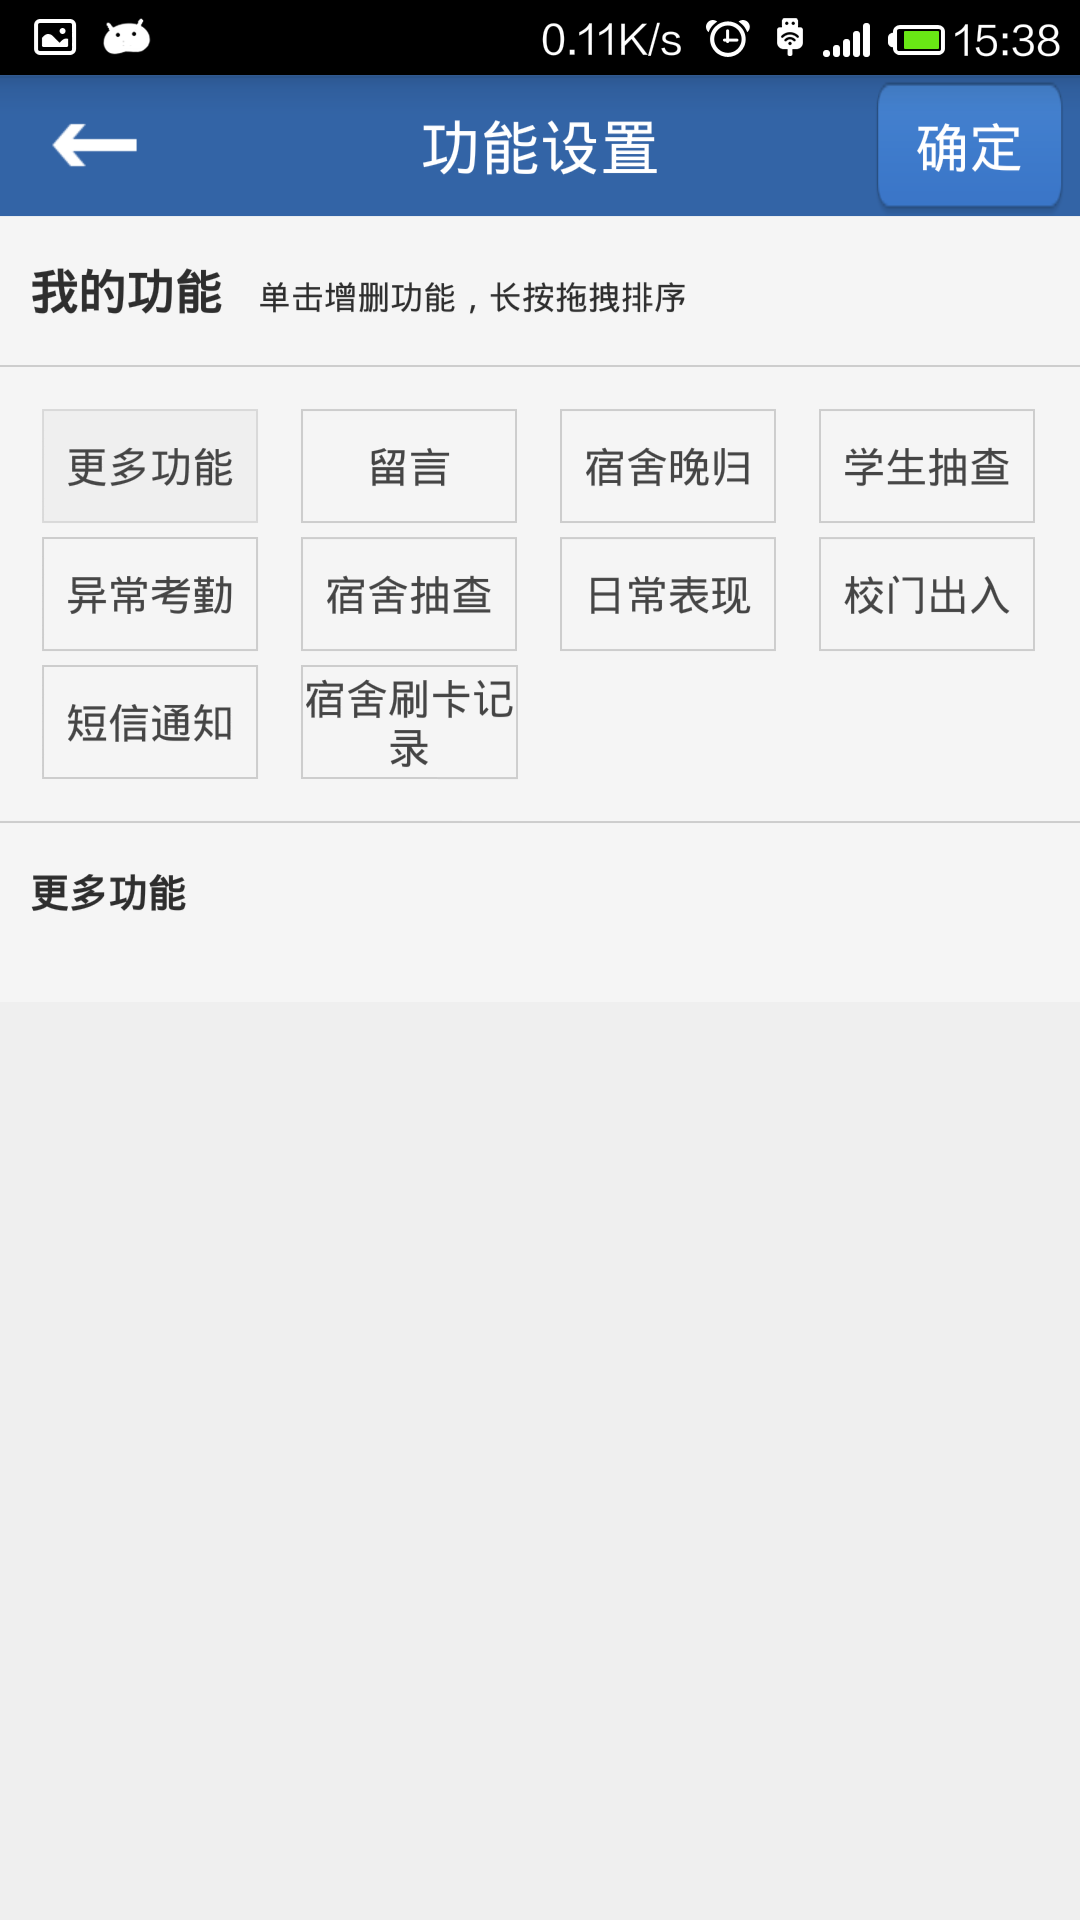 0.11K/s 15:38
功能设置 确定
我的功能 单击增删功能，长按拖拽排序
更多功能 留言 宿舍晚归 学生抽查
异常考勤 宿舍抽查 日常表现 校门出入
短信通知 宿舍刷卡记
录
更多功能